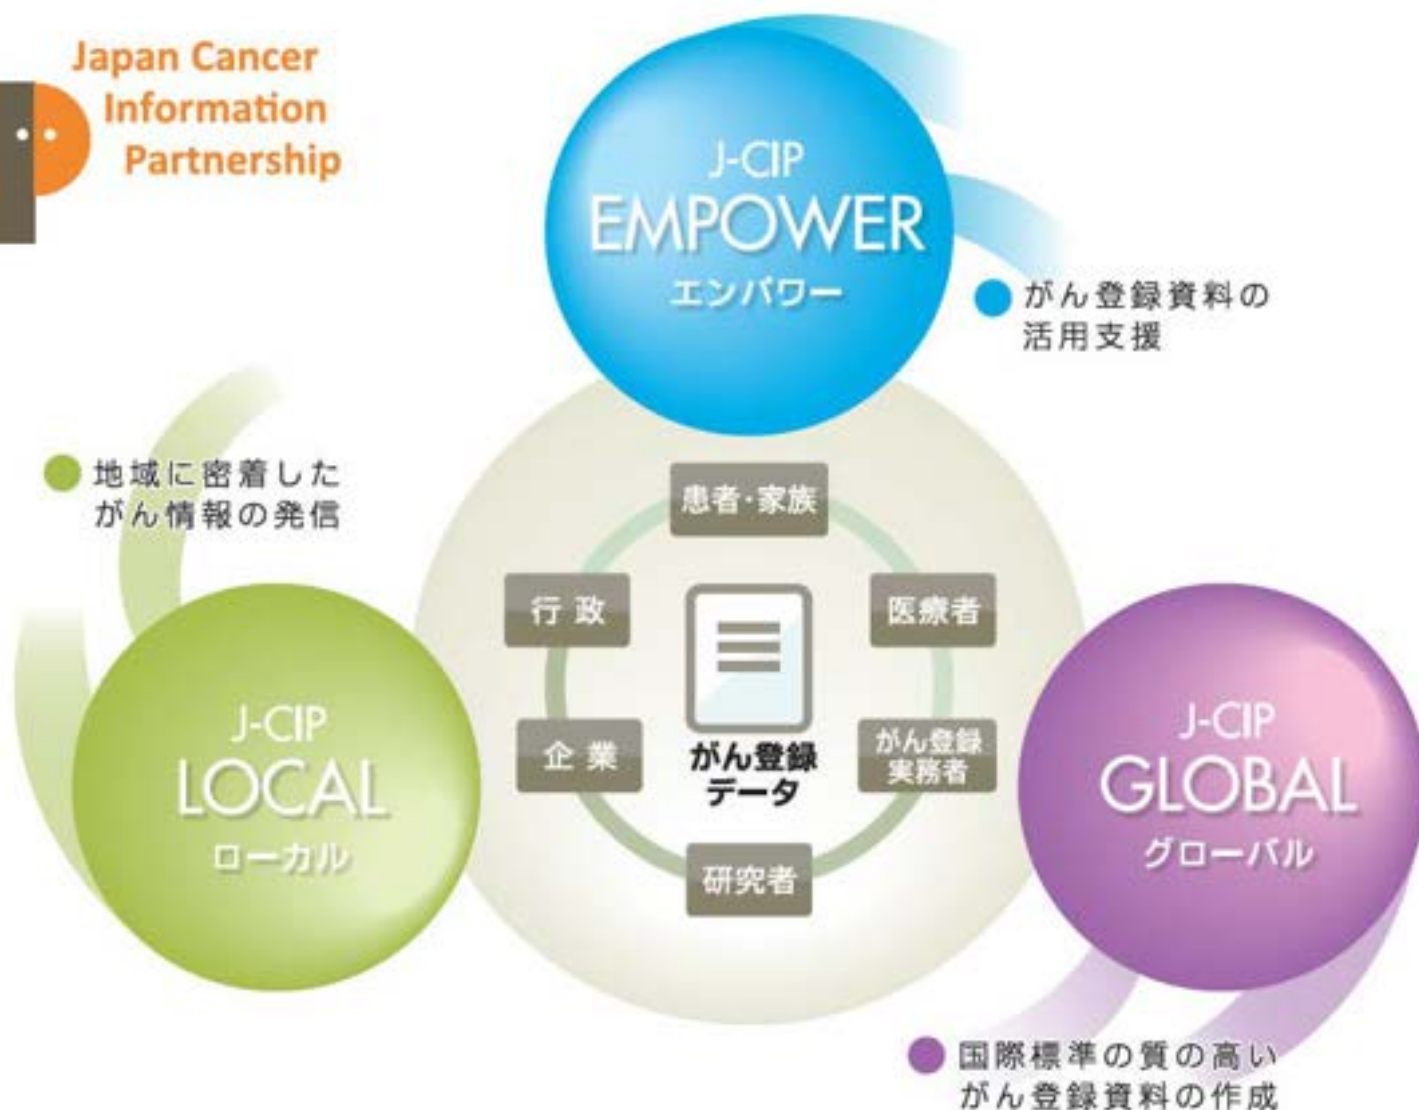 Japan Cancer
Information
Partnership
J-CIP
EMPOWER
エンパワー
がん登録資料の
活用支援
地域に密着した
がん情報の発信
患者・家族
行政
医療者
企業
がん登録
データ
がん登録
実務者
研究者
J-CIP
LOCAL
ローカル
J-CIP
GLOBAL
グローバル
国際標準の質の高い
がん登録資料の作成